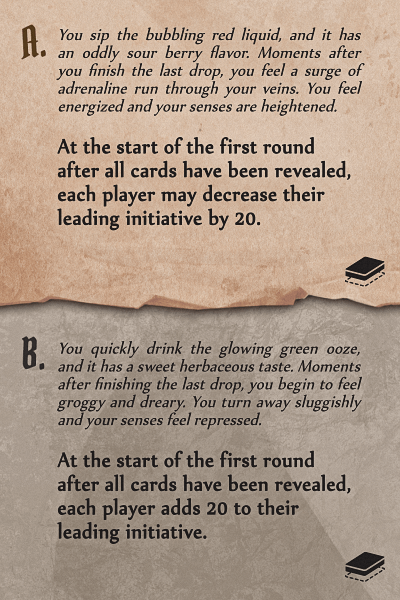 A. You sip the bubbling red liquid, and it has
an oddly sour berry flavor. Moments after
you finish the last drop, you feel a surge of
adrenaline run through your veins. You feel
energized and your senses are heightened.
At the start of the first round
after all cards have been revealed,
each player may decrease their
leading initiative by 20.
B. You quickly drink the glowing green ooze,
and it has a sweet herbaceous taste. Moments
after finishing the last drop, you begin to feel
groggy and dreary. You turn away sluggishly
and your senses feel repressed.
At the start of the first round
after all cards have been revealed,
each player adds 20 to their
leading initiative.